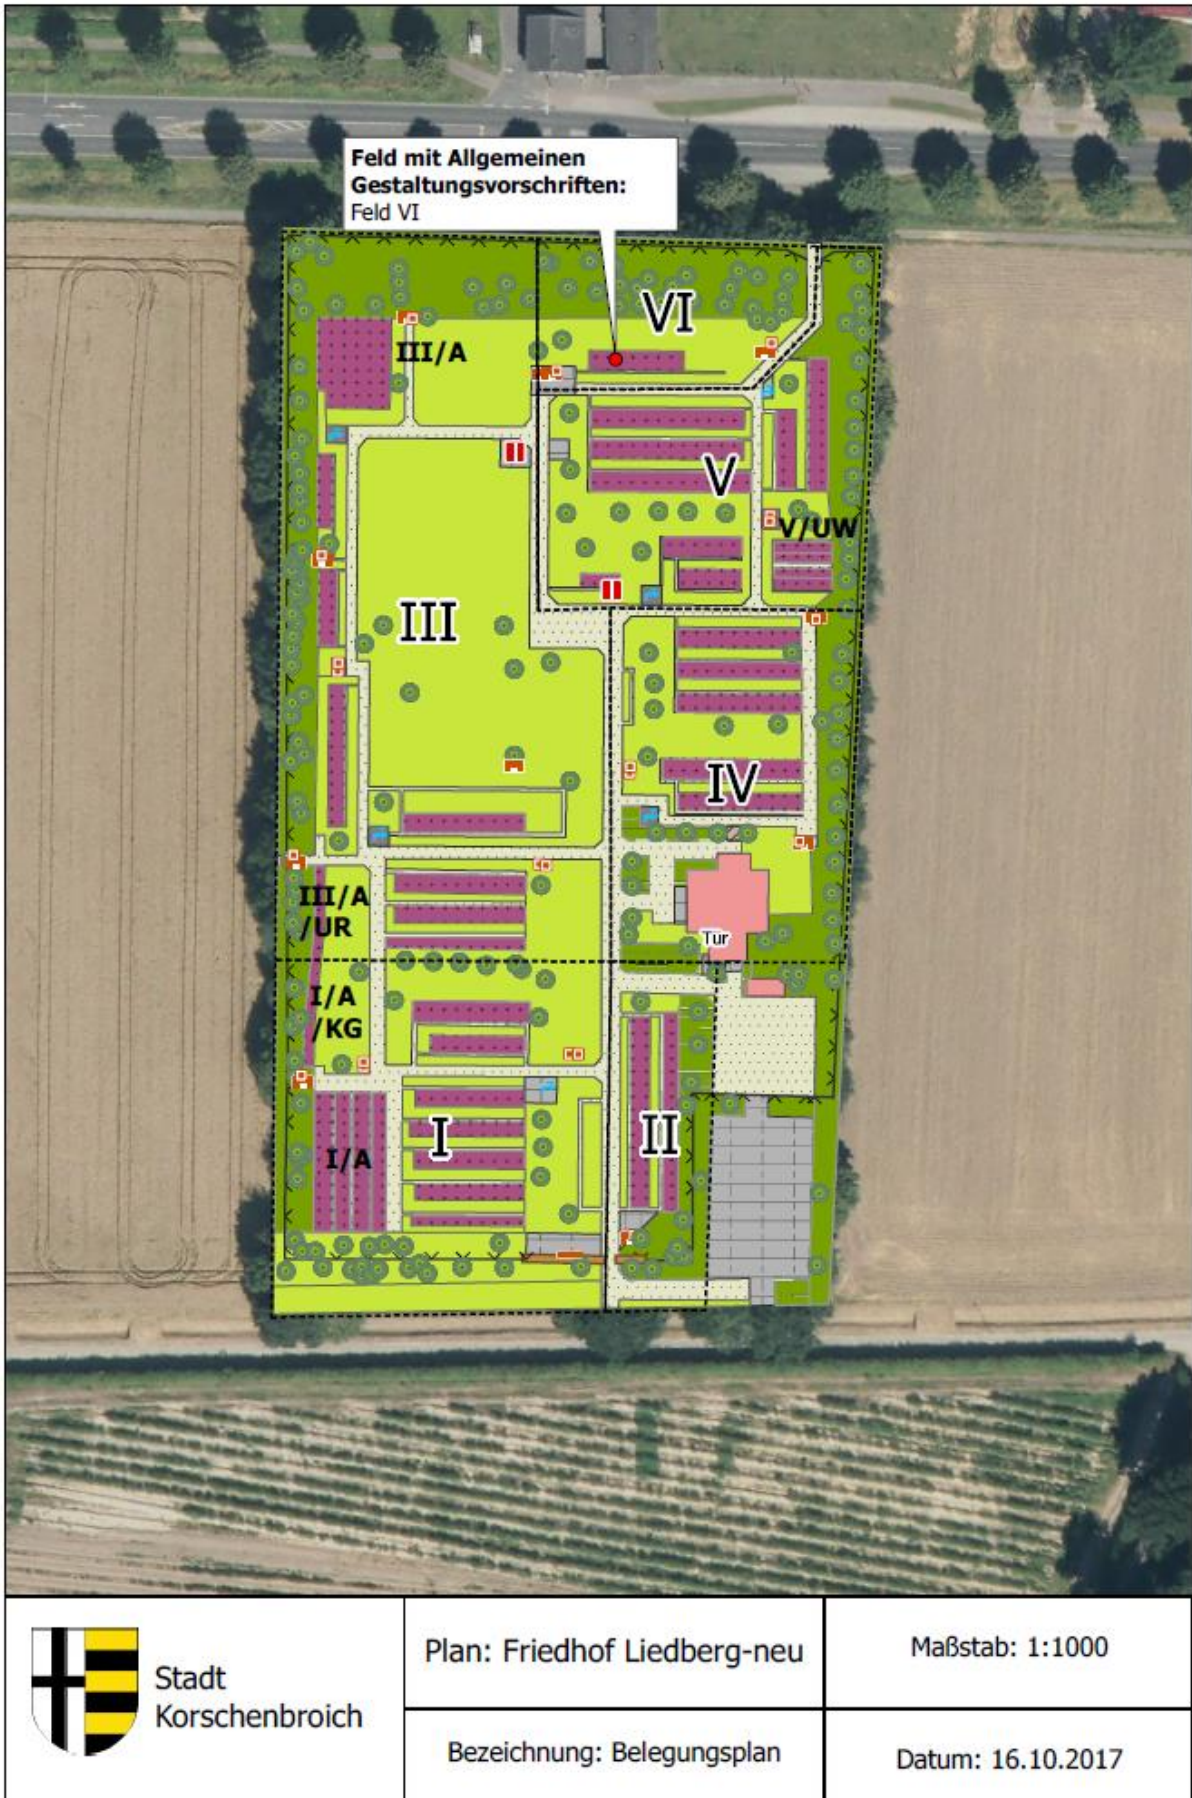 Feld mit Allgemeinen
Gestaltungsvorschriften:
Feld VI
VI
III/A
V
V/UW
III
IV
III/A
/UR
Tur
I/A
/KG
I
II
I/A
Stadt
Korschenbroich
Plan: Friedhof Liedberg-neu
Maßstab: 1:1000
Bezeichnung: Belegungsplan
Datum: 16.10.2017